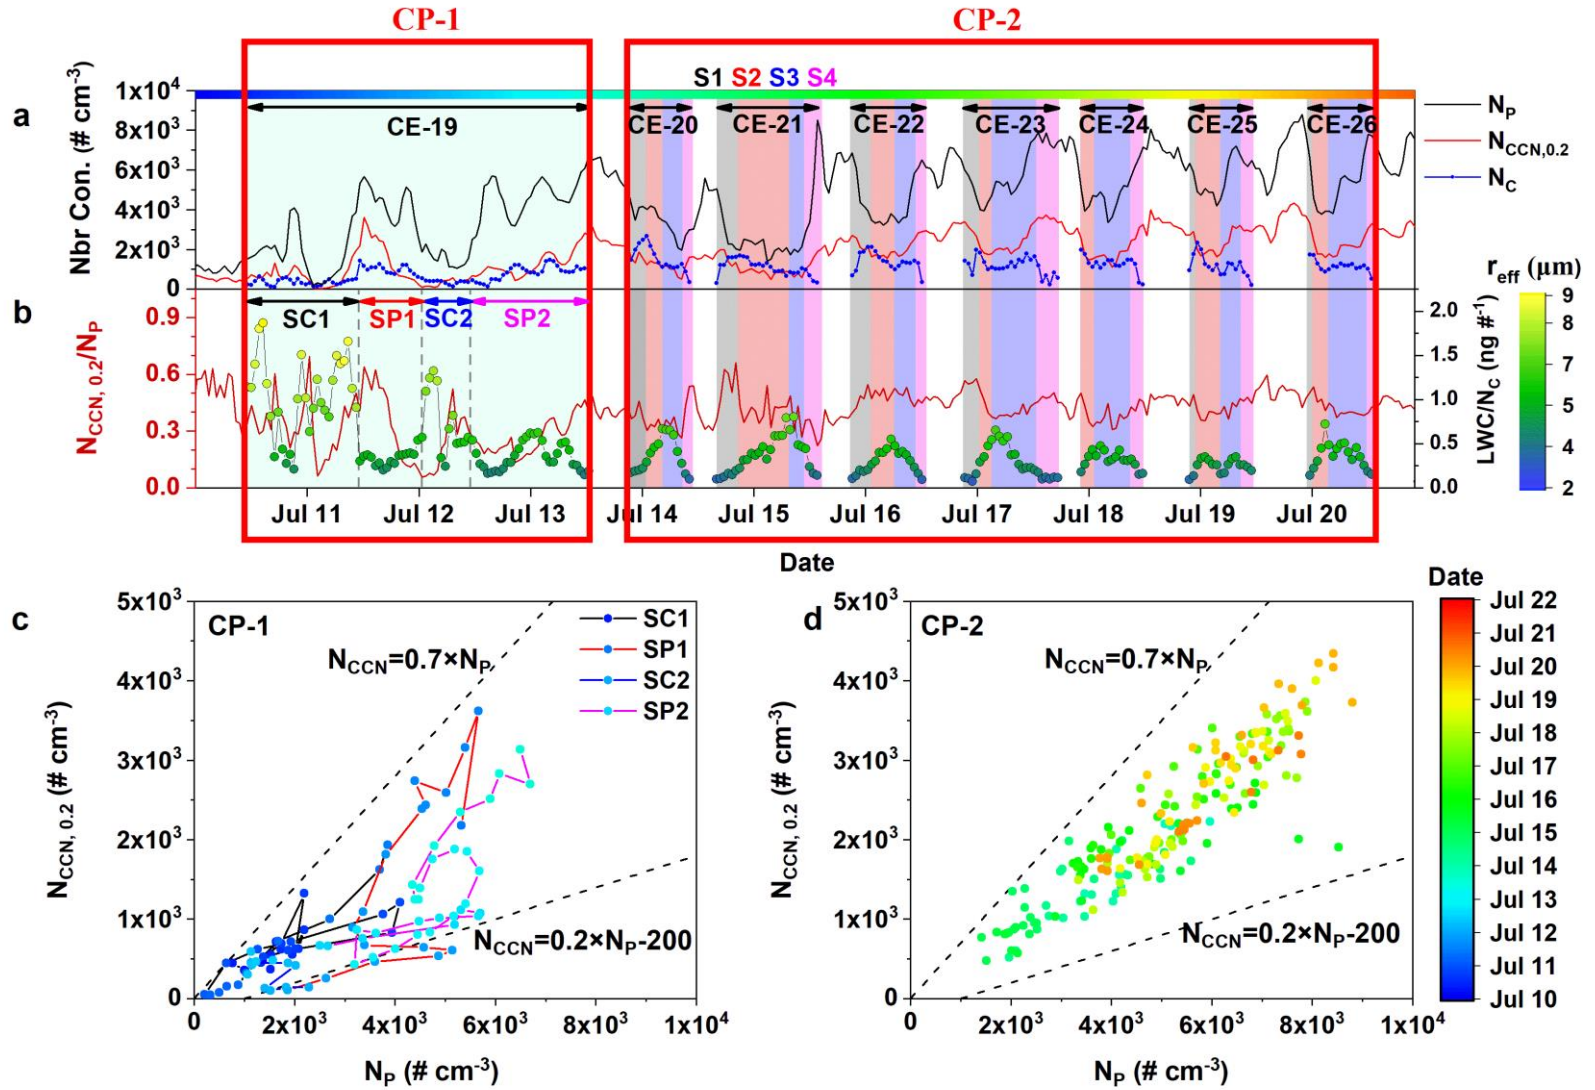 CP-1
CP-2
S1 S2 S3 S4
a
Nbr Con. (# cm⁻³)
1x10⁴
8x10³
6x10³
4x10³
2x10³
0
CE-19
CE-20
CE-21
CE-22
CE-23
CE-24
CE-25
CE-26
N_P
N_CCN,0.2
N_C
b
N_CCN, 0.2/N_P
0.9
0.6
0.3
0.0
SC1
SP1
SC2
SP2
2.0
1.5
1.0
0.5
0.0
LWC/N_C (ng #⁻¹)
r_eff (μm)
9
8
7
5
4
2
Jul 11
Jul 12
Jul 13
Jul 14
Jul 15
Jul 16
Jul 17
Jul 18
Jul 19
Jul 20
Date
c
N_CCN, 0.2 (# cm⁻³)
5x10³
4x10³
3x10³
2x10³
1x10³
0
CP-1
N_CCN=0.7×N_P
SC1
SP1
SC2
SP2
N_CCN=0.2×N_P-200
0
2x10³
4x10³
6x10³
8x10³
1x10⁴
N_P (# cm⁻³)
d
N_CCN, 0.2 (# cm⁻³)
5x10³
4x10³
3x10³
2x10³
1x10³
0
CP-2
N_CCN=0.7×N_P
N_CCN=0.2×N_P-200
0
2x10³
4x10³
6x10³
8x10³
1x10⁴
N_P (# cm⁻³)
Date
Jul 22
Jul 21
Jul 20
Jul 19
Jul 18
Jul 17
Jul 16
Jul 15
Jul 14
Jul 13
Jul 12
Jul 11
Jul 10